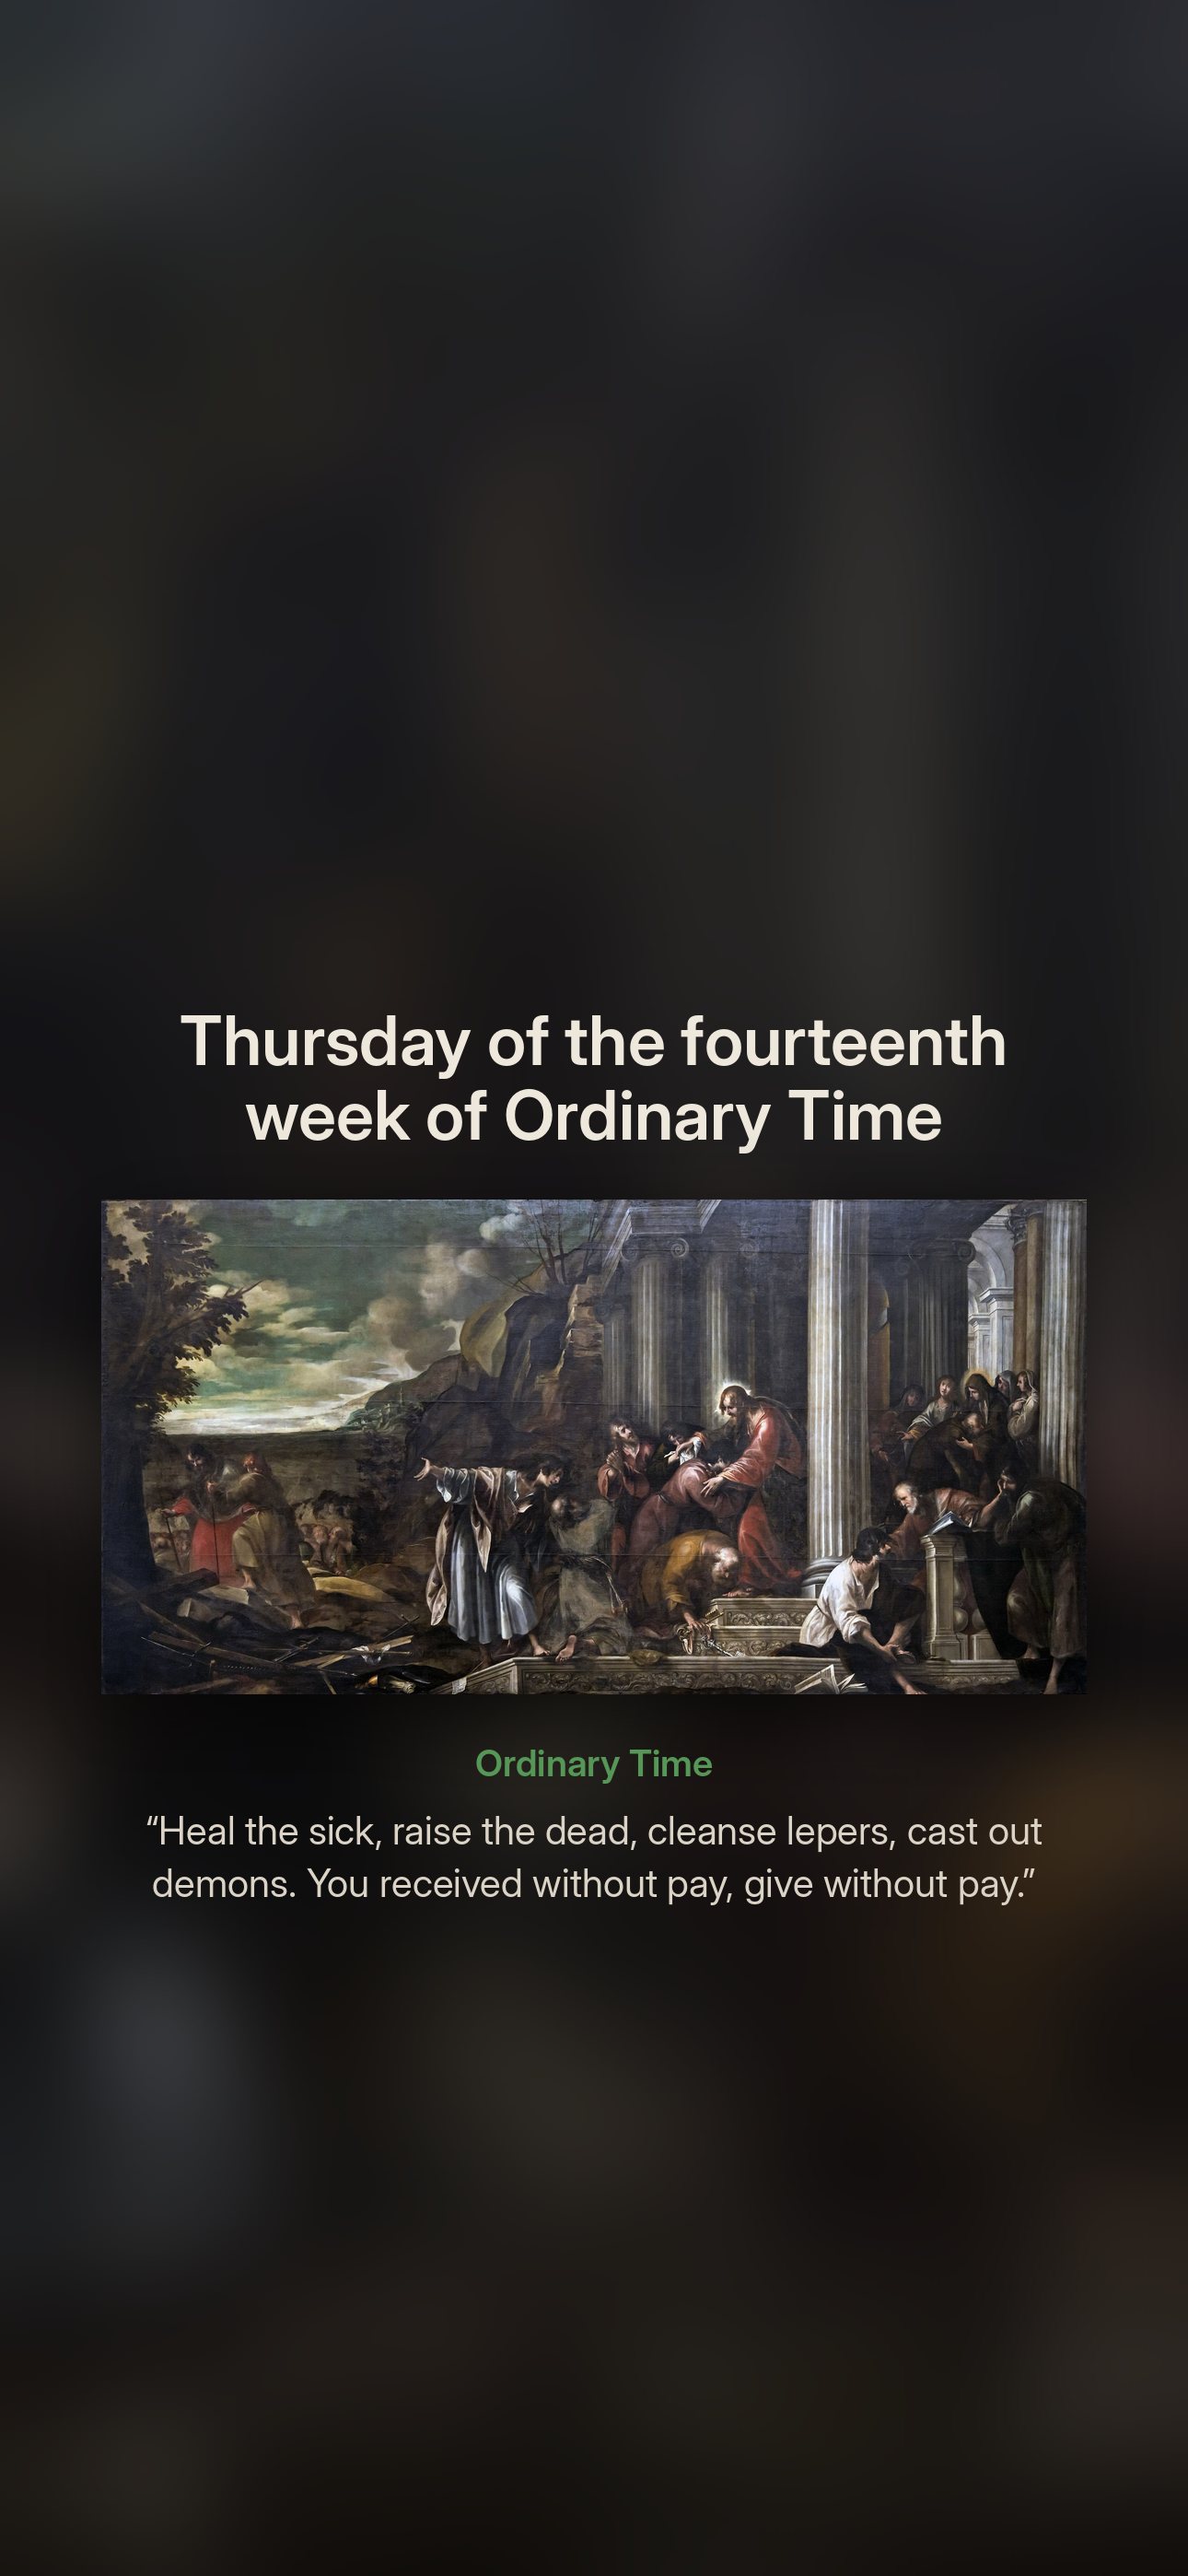 Thursday of the fourteenth
week of Ordinary Time
Ordinary Time
“Heal the sick, raise the dead, cleanse lepers, cast out
demons. You received without pay, give without pay.”